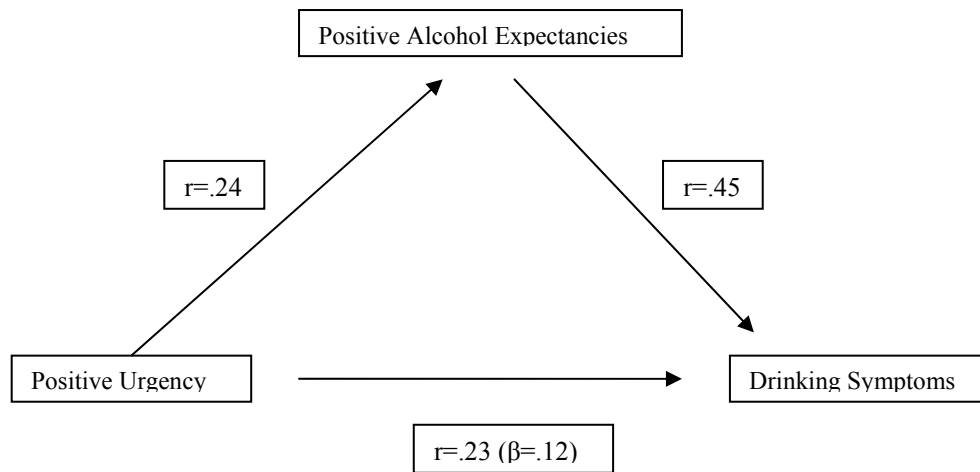 Positive Alcohol Expectancies
r=.24
r=.45
Positive Urgency
Drinking Symptoms
r=.23 (β=.12)